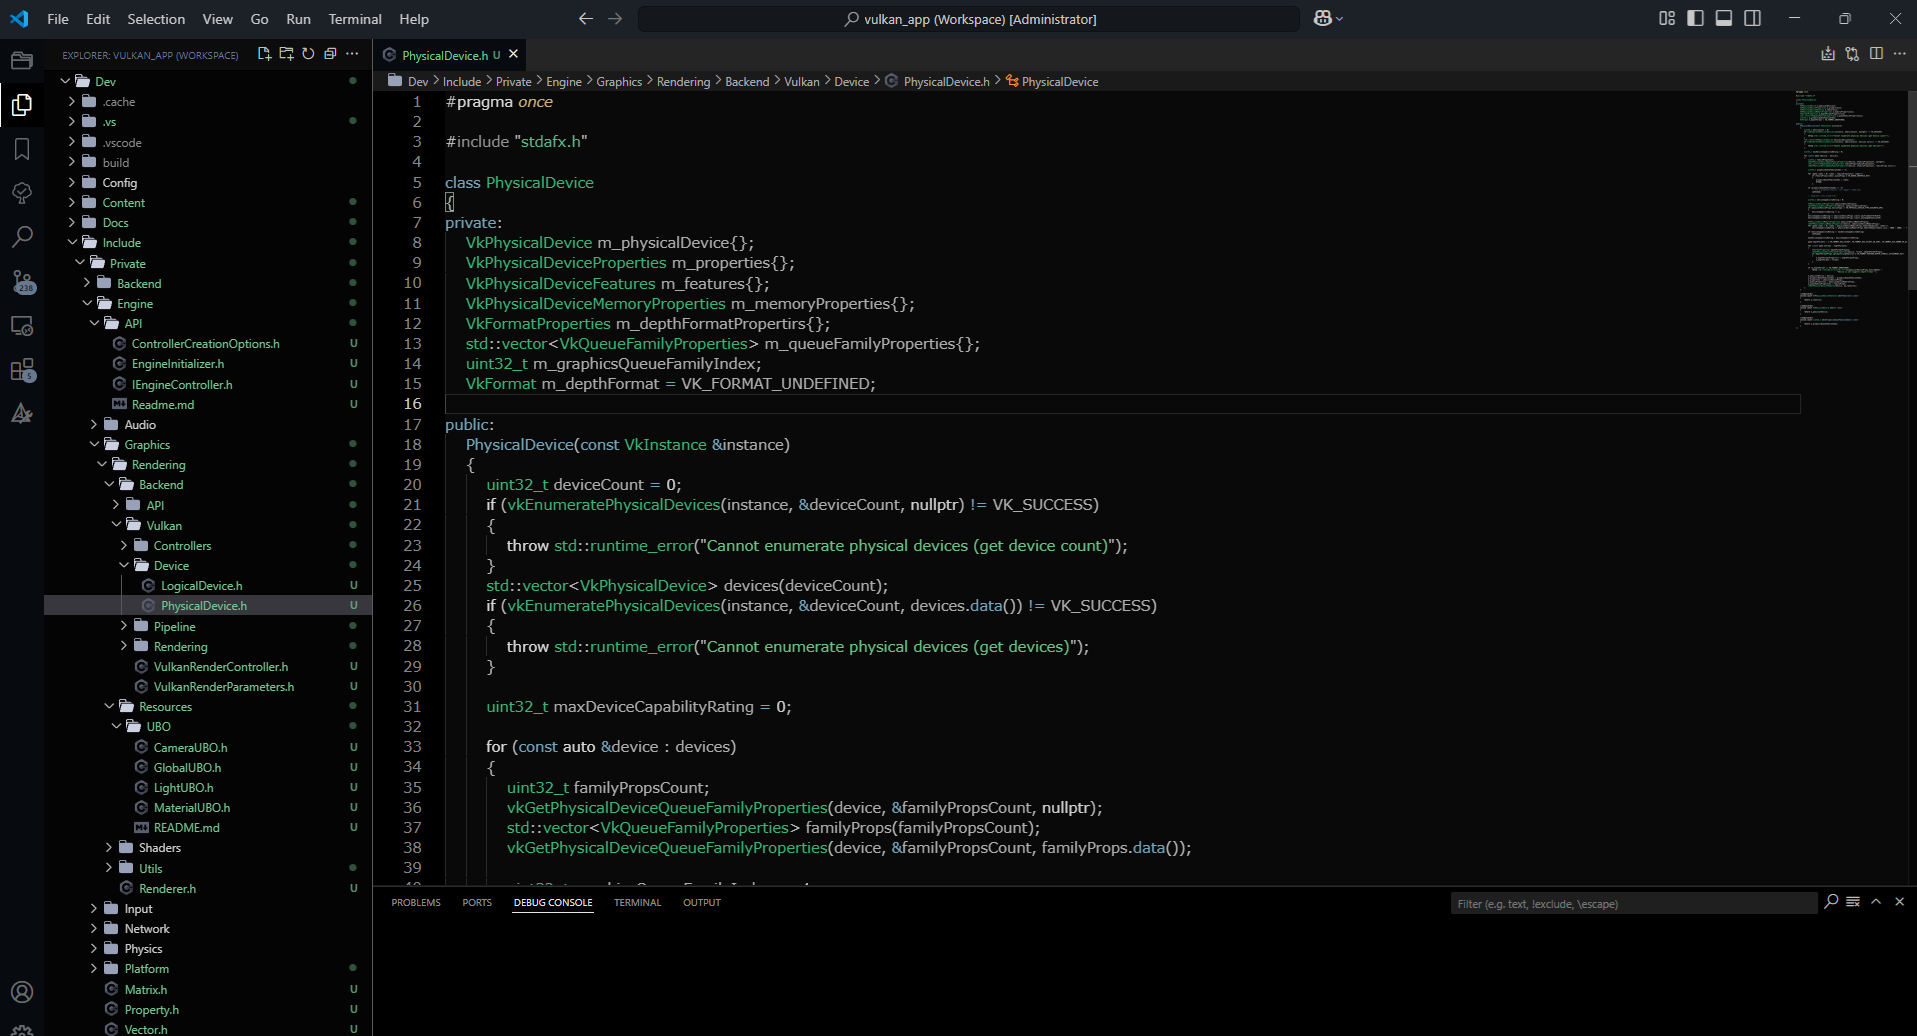 File Edit Selection View Go Run Terminal Help
vulkan_app (Workspace) [Administrator]
EXPLORER: VULKAN_APP (WORKSPACE)
Dev
.cache
.vs
.vscode
build
Config
Content
Docs
Include
Private
Backend
Engine
API
ControllerCreationOptions.h U
EngineInitializer.h U
IEngineController.h U
Readme.md U
Audio
Graphics
Rendering
Backend
API
Vulkan
Controllers
Device
LogicalDevice.h U
PhysicalDevice.h U
Pipeline
Rendering
VulkanRenderController.h U
VulkanRenderParameters.h U
Resources
UBO
CameraUBO.h U
GlobalUBO.h U
LightUBO.h U
MaterialUBO.h U
README.md U
Shaders
Utils
Renderer.h U
Input
Network
Physics
Platform
Matrix.h U
Property.h U
Vector.h U
238
5
PhysicalDevice.h U
Dev > Include > Private > Engine > Graphics > Rendering > Backend > Vulkan > Device > PhysicalDevice.h > PhysicalDevice
1 #pragma once
2
3 #include "stdafx.h"
4
5 class PhysicalDevice
6 {
7 private:
8 VkPhysicalDevice m_physicalDevice{};
9 VkPhysicalDeviceProperties m_properties{};
10 VkPhysicalDeviceFeatures m_features{};
11 VkPhysicalDeviceMemoryProperties m_memoryProperties{};
12 VkFormatProperties m_depthFormatPropertirs{};
13 std::vector<VkQueueFamilyProperties> m_queueFamilyProperties{};
14 uint32_t m_graphicsQueueFamilyIndex;
15 VkFormat m_depthFormat = VK_FORMAT_UNDEFINED;
16
17 public:
18 PhysicalDevice(const VkInstance &instance)
19 {
20 uint32_t deviceCount = 0;
21 if (vkEnumeratePhysicalDevices(instance, &deviceCount, nullptr) != VK_SUCCESS)
22 {
23 throw std::runtime_error("Cannot enumerate physical devices (get device count)");
24 }
25 std::vector<VkPhysicalDevice> devices(deviceCount);
26 if (vkEnumeratePhysicalDevices(instance, &deviceCount, devices.data()) != VK_SUCCESS)
27 {
28 throw std::runtime_error("Cannot enumerate physical devices (get devices)");
29 }
30
31 uint32_t maxDeviceCapabilityRating = 0;
32
33 for (const auto &device : devices)
34 {
35 uint32_t familyPropsCount;
36 vkGetPhysicalDeviceQueueFamilyProperties(device, &familyPropsCount, nullptr);
37 std::vector<VkQueueFamilyProperties> familyProps(familyPropsCount);
38 vkGetPhysicalDeviceQueueFamilyProperties(device, &familyPropsCount, familyProps.data());
39
PROBLEMS PORTS DEBUG CONSOLE TERMINAL OUTPUT
Filter (e.g. text, !exclude, \escape)